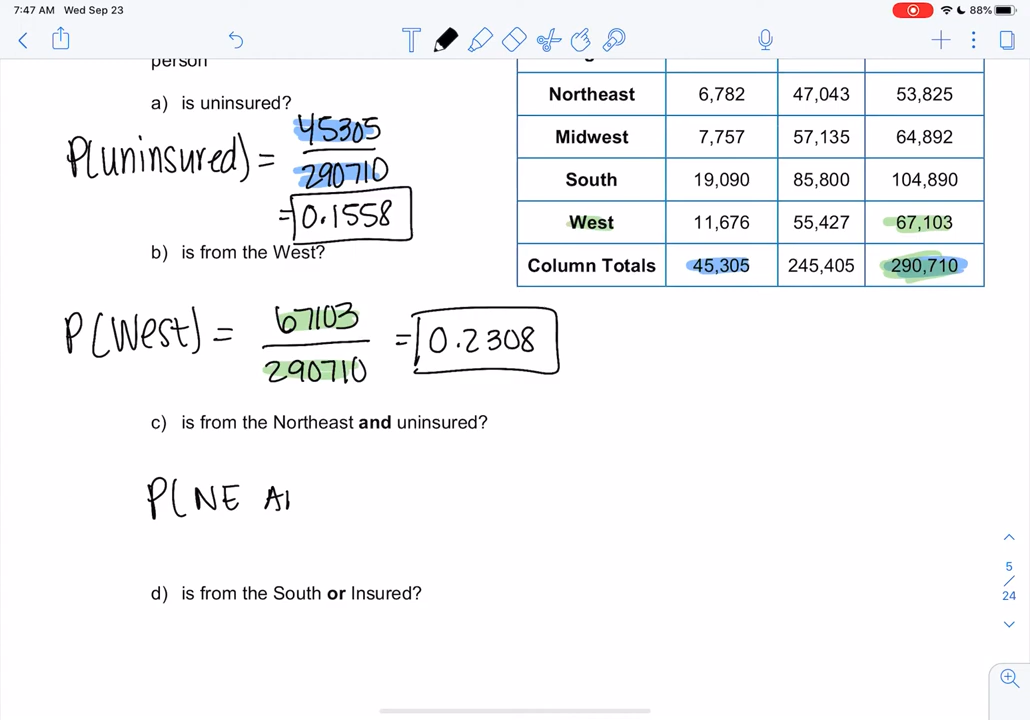 7:47 AM Wed Sep 23
88%
person
a) is uninsured?
P(uninsured) = 45305
290710
= 0.1558
b) is from the West?
P(West) = 67103
290710
= 0.2308
c) is from the Northeast and uninsured?
P(NE A
d) is from the South or Insured?
Northeast 6,782 47,043 53,825
Midwest 7,757 57,135 64,892
South 19,090 85,800 104,890
West 11,676 55,427 67,103
Column Totals 45,305 245,405 290,710
5
/
24